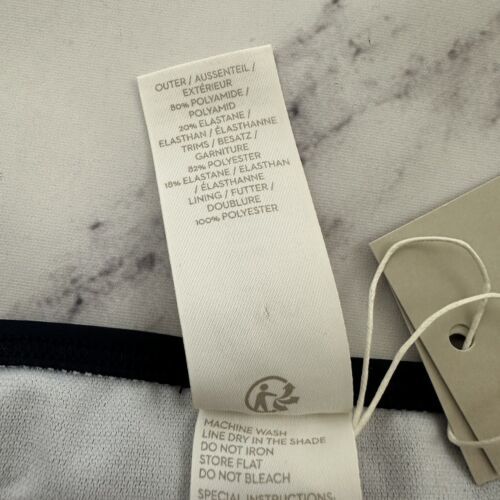 OUTER / AUSSENTEIL /
EXTÉRIEUR
80% POLYAMIDE /
POLYAMID
20% ELASTANE /
ELASTHAN / ÉLASTHANNE
TRIMS / BESATZ /
GARNITURE
82% POLYESTER
18% ELASTANE / ELASTHAN
/ ÉLASTHANNE
LINING / FUTTER /
DOUBLURE
100% POLYESTER
MACHINE WASH
LINE DRY IN THE SHADE
DO NOT IRON
STORE FLAT
DO NOT BLEACH
SPECIAL INSTRUCTIONS: